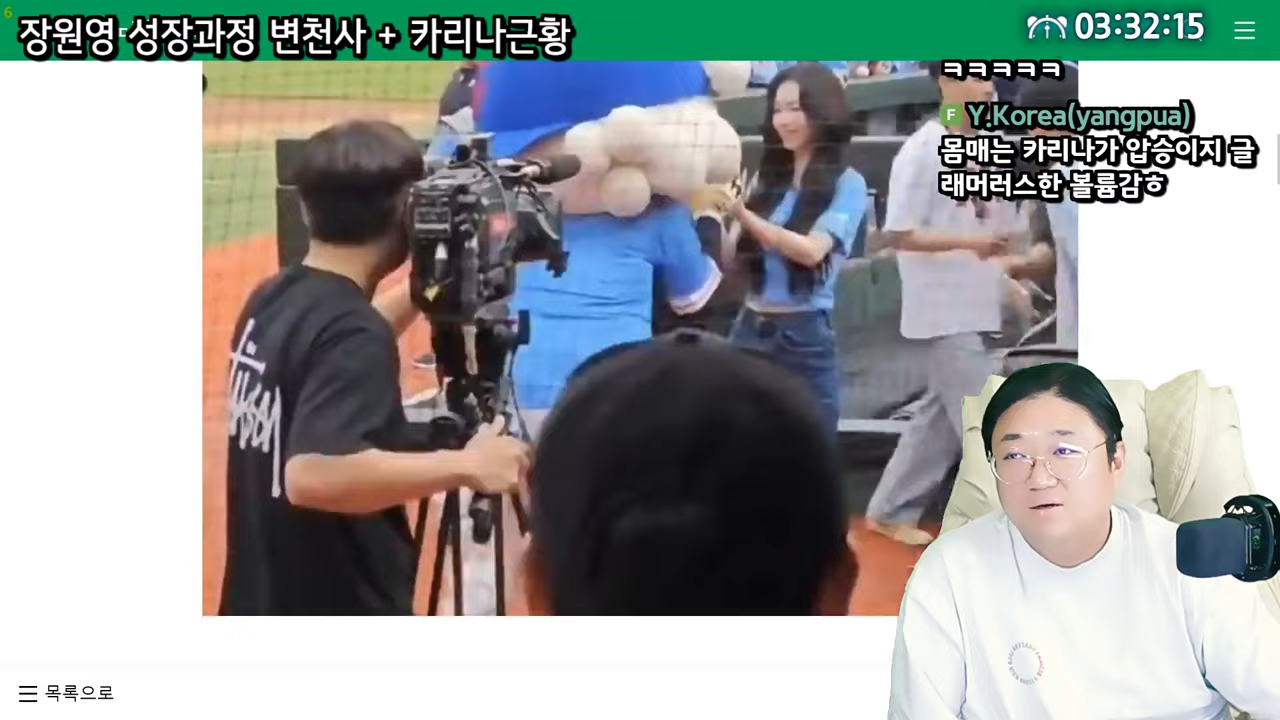 6
장원영 성장과정 변천사 + 카리나근황
03:32:15
ㅋㅋㅋㅋㅋ
F Y.Korea(yangpua)
몸매는 카리나가 압승이지 글
래머러스한 볼륨감ㅎ
stüssy
목록으로